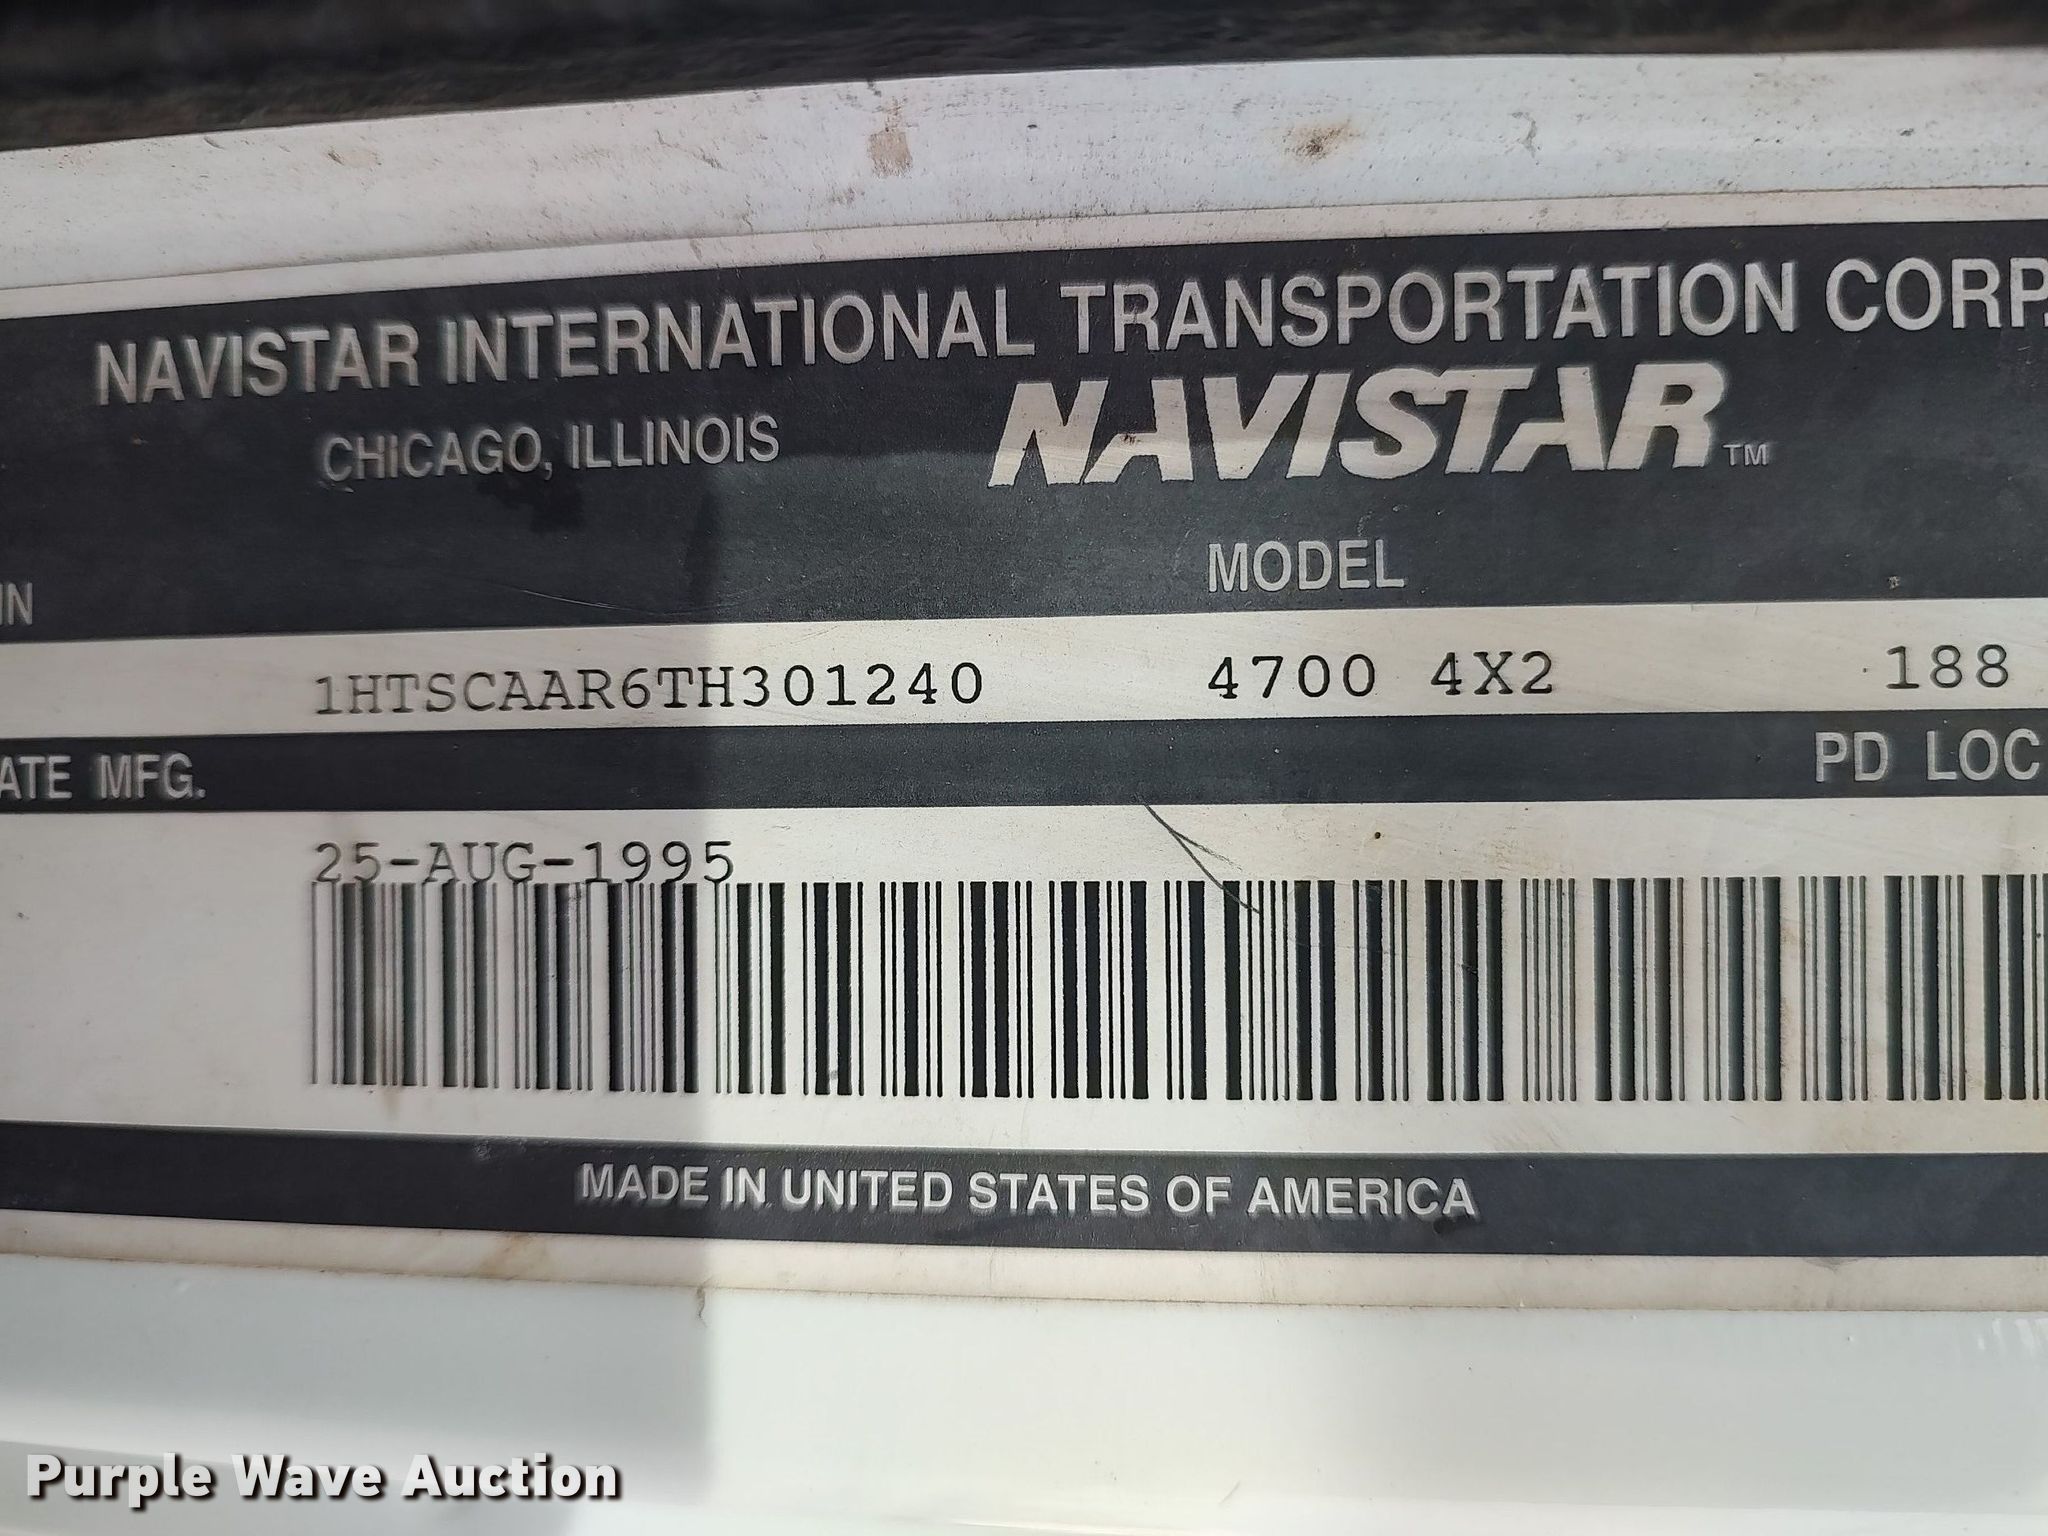 NAVISTAR INTERNATIONAL TRANSPORTATION CORP.
CHICAGO, ILLINOIS
NAVISTAR™
IN
MODEL
1HTSCAAR6TH301240 4700 4X2 188
ATE MFG.
PD LOC
25-AUG-1995
MADE IN UNITED STATES OF AMERICA
Purple Wave Auction